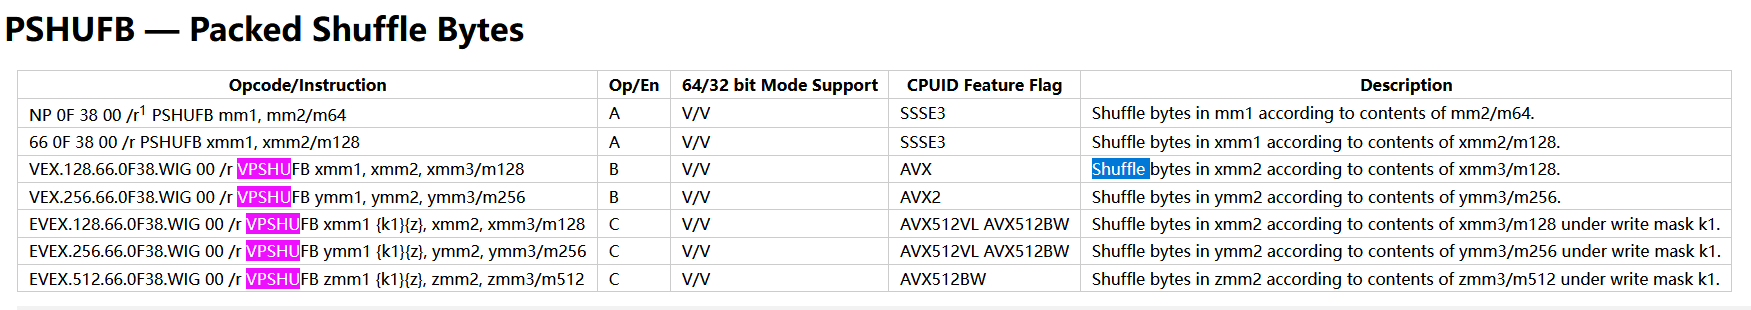 PSHUFB — Packed Shuffle Bytes
Opcode/Instruction Op/En 64/32 bit Mode Support CPUID Feature Flag Description
NP 0F 38 00 /r1 PSHUFB mm1, mm2/m64 A V/V SSSE3 Shuffle bytes in mm1 according to contents of mm2/m64.
66 0F 38 00 /r PSHUFB xmm1, xmm2/m128 A V/V SSSE3 Shuffle bytes in xmm1 according to contents of xmm2/m128.
VEX.128.66.0F38.WIG 00 /r VPSHUFB xmm1, xmm2, xmm3/m128 B V/V AVX Shuffle bytes in xmm2 according to contents of xmm3/m128.
VEX.256.66.0F38.WIG 00 /r VPSHUFB ymm1, ymm2, ymm3/m256 B V/V AVX2 Shuffle bytes in ymm2 according to contents of ymm3/m256.
EVEX.128.66.0F38.WIG 00 /r VPSHUFB xmm1 {k1}{z}, xmm2, xmm3/m128 C V/V AVX512VL AVX512BW Shuffle bytes in xmm2 according to contents of xmm3/m128 under write mask k1.
EVEX.256.66.0F38.WIG 00 /r VPSHUFB ymm1 {k1}{z}, ymm2, ymm3/m256 C V/V AVX512VL AVX512BW Shuffle bytes in ymm2 according to contents of ymm3/m256 under write mask k1.
EVEX.512.66.0F38.WIG 00 /r VPSHUFB zmm1 {k1}{z}, zmm2, zmm3/m512 C V/V AVX512BW Shuffle bytes in zmm2 according to contents of zmm3/m512 under write mask k1.